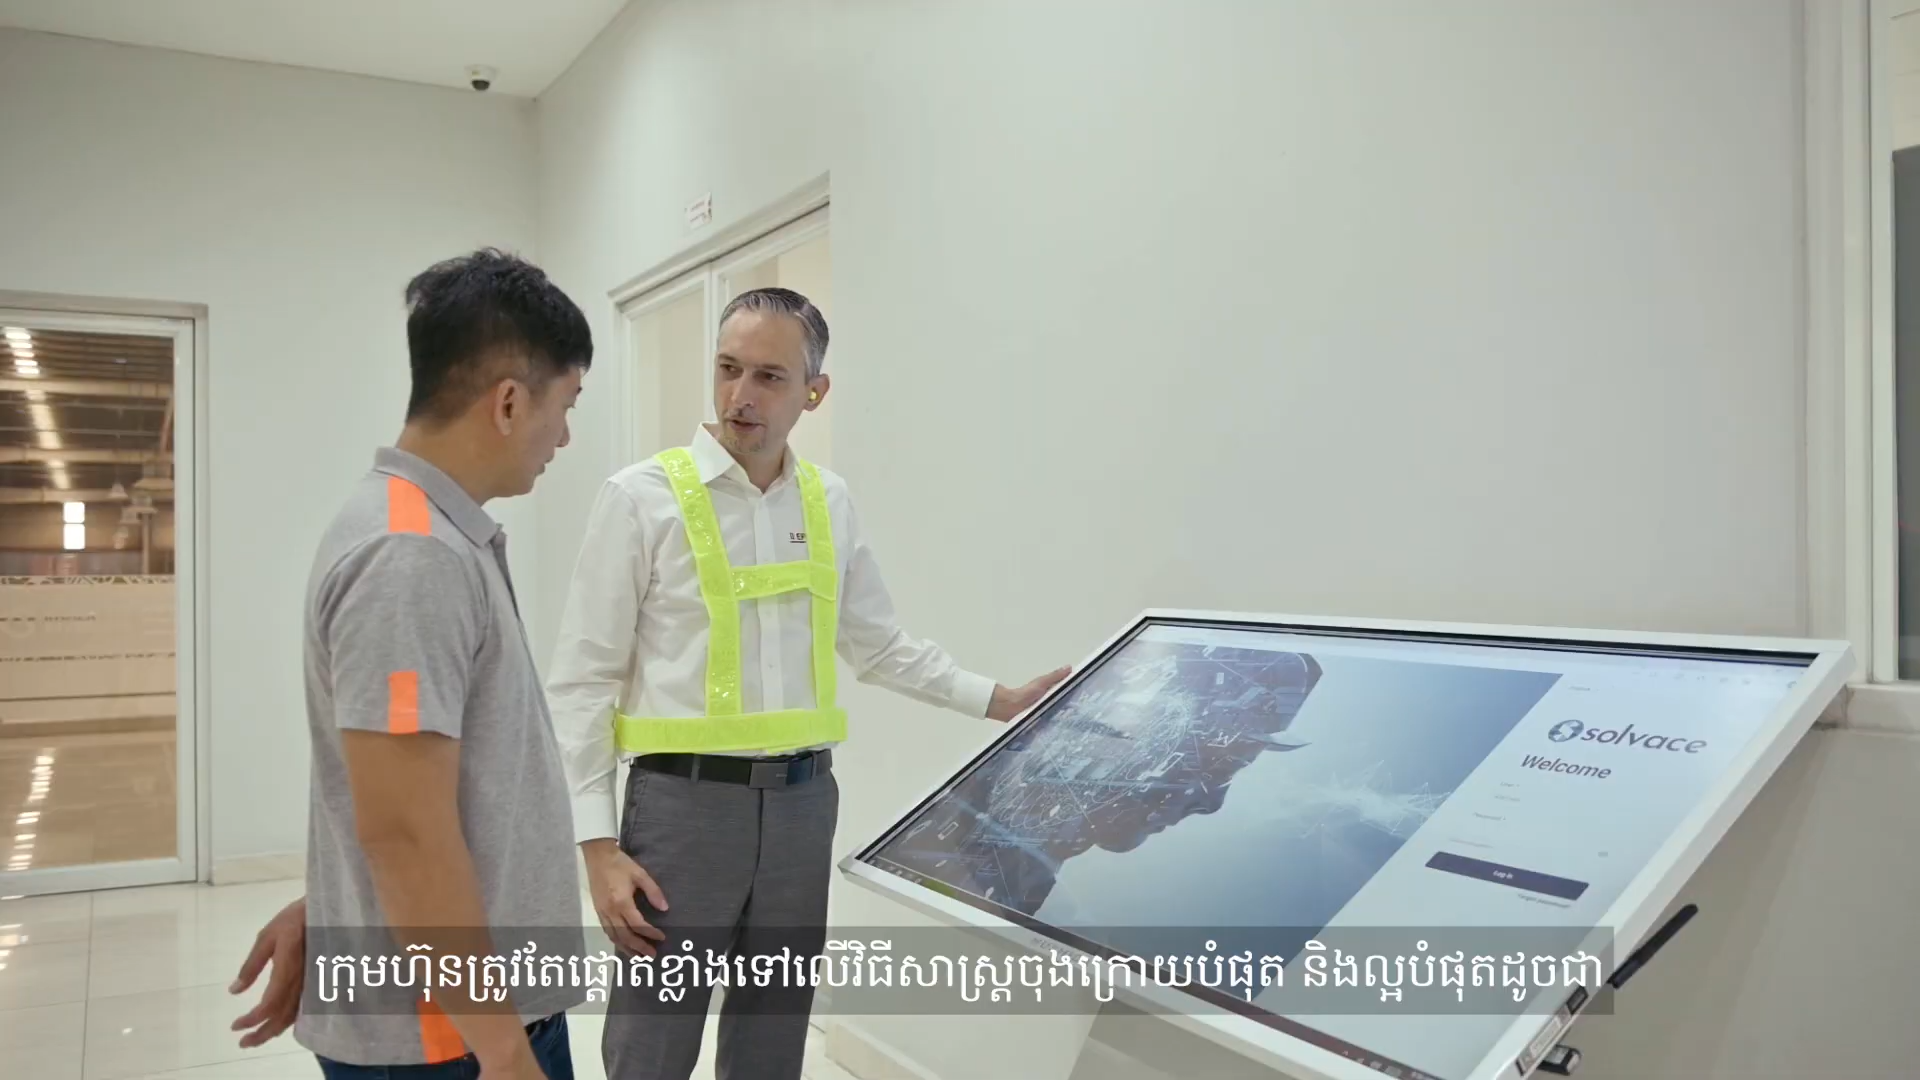 solvace
Welcome
Log in
ក្រុមហ៊ុនត្រូវតែផ្តោតខ្លាំងទៅលើវិធីសាស្ត្រចុងក្រោយបំផុត និងល្អបំផុតដូចជា